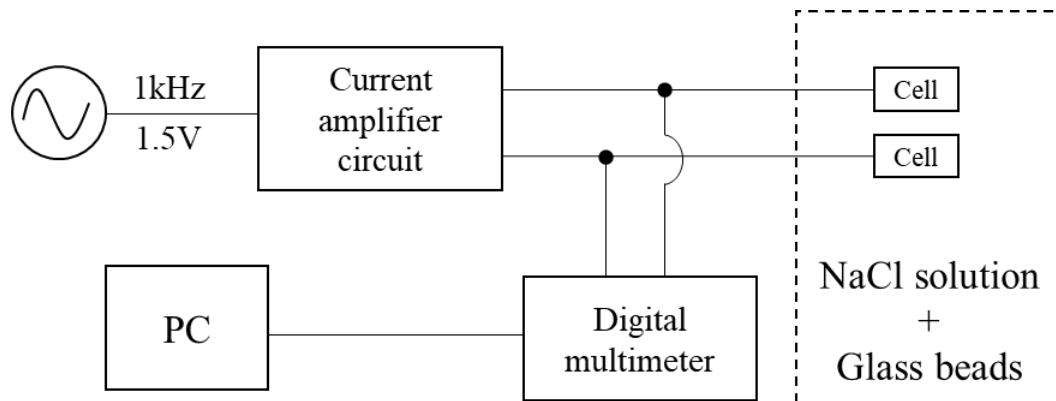 1kHz
1.5V
Current
amplifier
circuit
Cell
Cell
PC
Digital
multimeter
NaCl solution
+
Glass beads